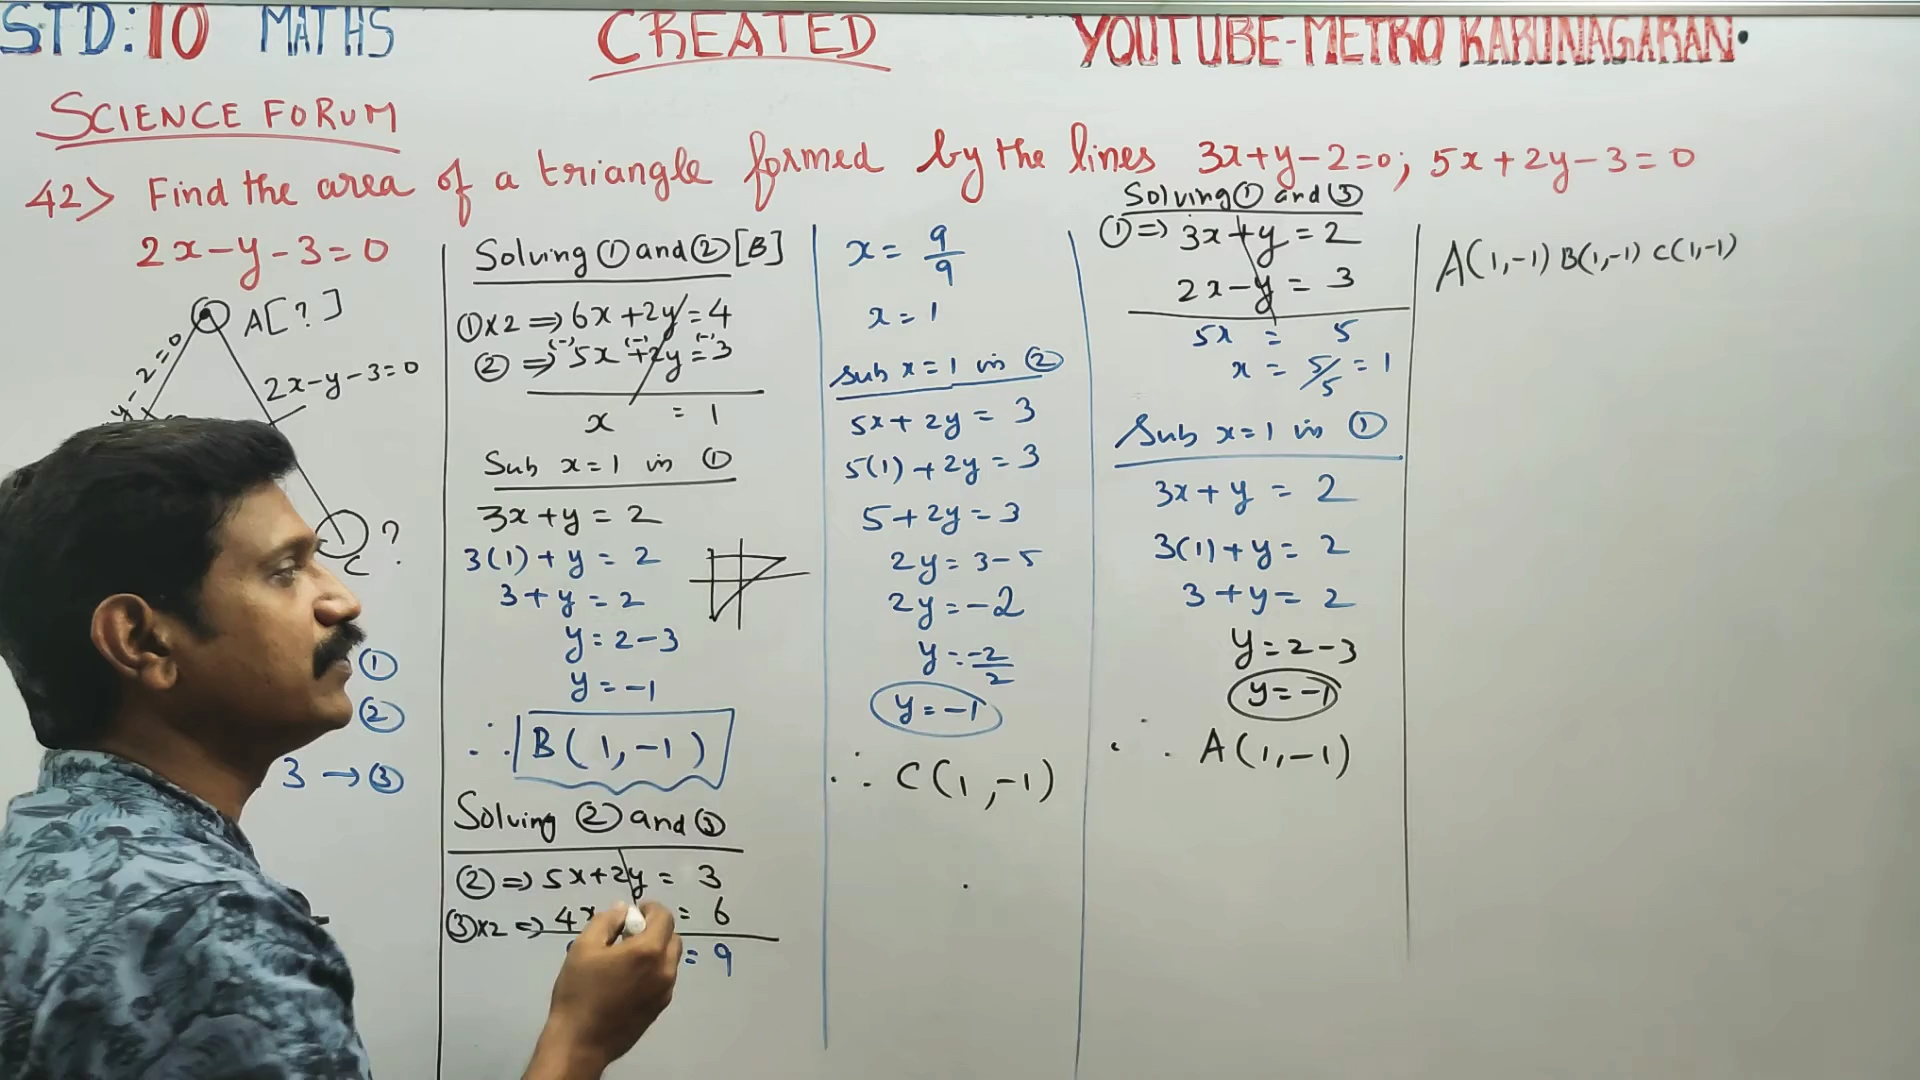 STD:10 MATHS CREATED YOUTUBE-METRO KARUNAGARAN.
SCIENCE FORUM
42> Find the area of a triangle formed by the lines 3x+y-2=0; 5x+2y-3=0
2x-y-3=0
A[?]
y-2=0
2x-y-3=0
?
C
①
②
3 → ③
Solving ① and ② [B]
①x2 ⇒ 6x+2y=4
② ⇒ 5x+2y=3
(-) (-) (-)
x = 1
Sub x=1 in ①
3x+y=2
3(1)+y=2
3+y=2
y=2-3
y=-1
∴ B(1,-1)
Solving ② and ③
② ⇒ 5x+2y = 3
③x2 ⇒ 4x = 6
= 9
x = 9/9
x = 1
Sub x=1 in ②
5x+2y=3
5(1)+2y=3
5+2y=3
2y=3-5
2y=-2
y=-2/2
y=-1
∴ C(1,-1)
Solving ① and ③
① ⇒ 3x+y=2
2x-y=3
5x = 5
x = 5/5 = 1
Sub x=1 in ①
3x+y=2
3(1)+y=2
3+y=2
y=2-3
y=-1
∴ A(1,-1)
A(1,-1) B(1,-1) C(1,-1)